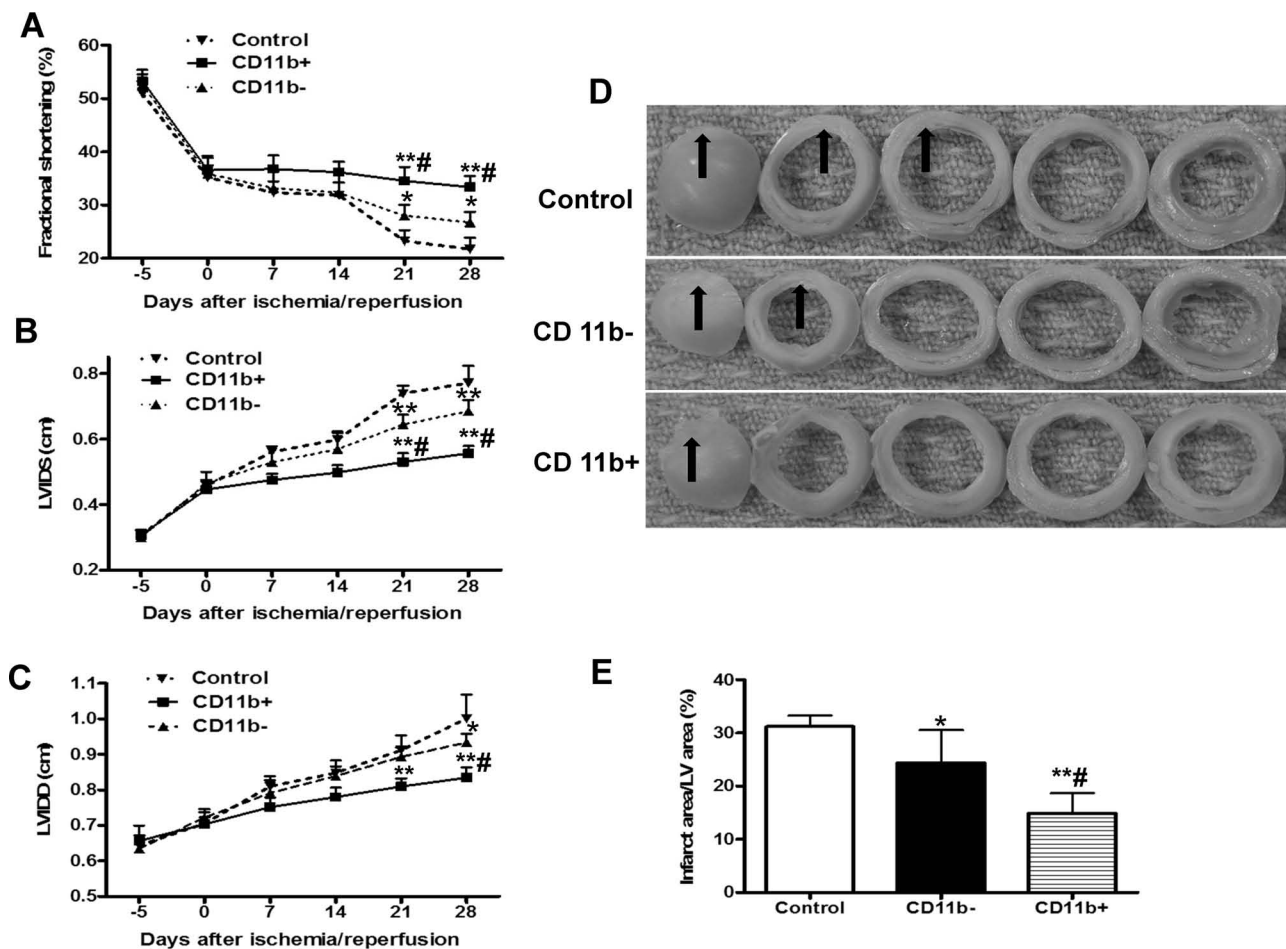 A
Control
CD11b+
CD11b-
Fractional shortening (%)
60
50
40
30
20
**#
*
**#
*
-5 0 7 14 21 28
Days after ischemia/reperfusion
B
Control
CD11b+
CD11b-
LVIDS (cm)
0.8
0.6
0.4
0.2
**
**
**#
**#
-5 0 7 14 21 28
Days after ischemia/reperfusion
C
Control
CD11b+
CD11b-
LVIDD (cm)
1.1
1.0
0.9
0.8
0.7
0.6
0.5
*
**
**#
-5 0 7 14 21 28
Days after ischemia/reperfusion
D
Control
CD 11b-
CD 11b+
E
Infarct area/LV area (%)
40
30
20
10
0
*
**#
Control CD11b- CD11b+